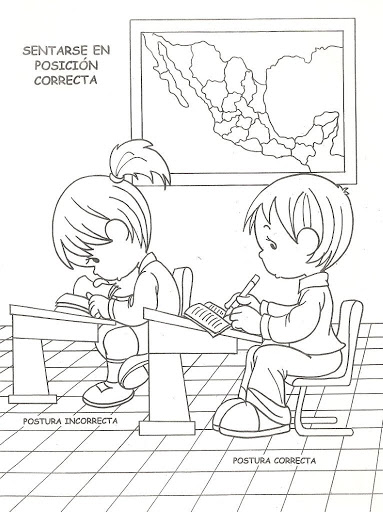 SENTARSE EN
POSICIÓN
CORRECTA
POSTURA INCORRECTA
POSTURA CORRECTA